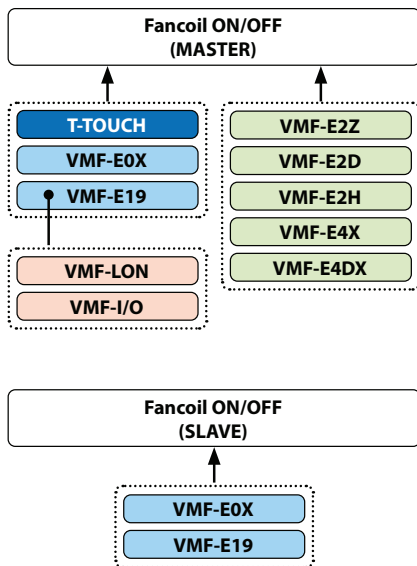 Fancoil ON/OFF
(MASTER)
T-TOUCH
VMF-E0X
VMF-E19
VMF-LON
VMF-I/O
VMF-E2Z
VMF-E2D
VMF-E2H
VMF-E4X
VMF-E4DX
Fancoil ON/OFF
(SLAVE)
VMF-E0X
VMF-E19